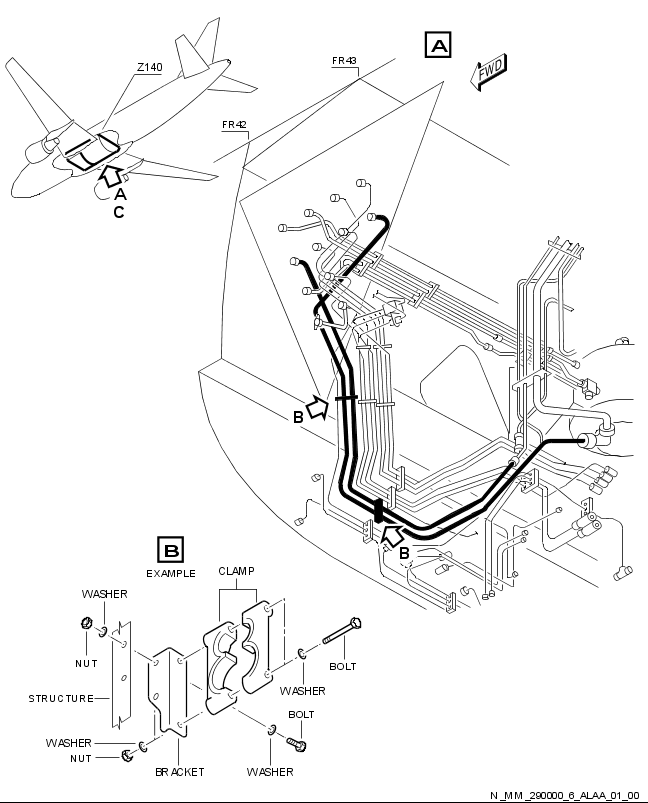 A
FWD
FR43
Z140
FR42
A
C
B
B
B
EXAMPLE
CLAMP
WASHER
NUT
BOLT
WASHER
STRUCTURE
BOLT
WASHER
NUT
BRACKET
WASHER
N_MM_290000_6_ALAA_01_00